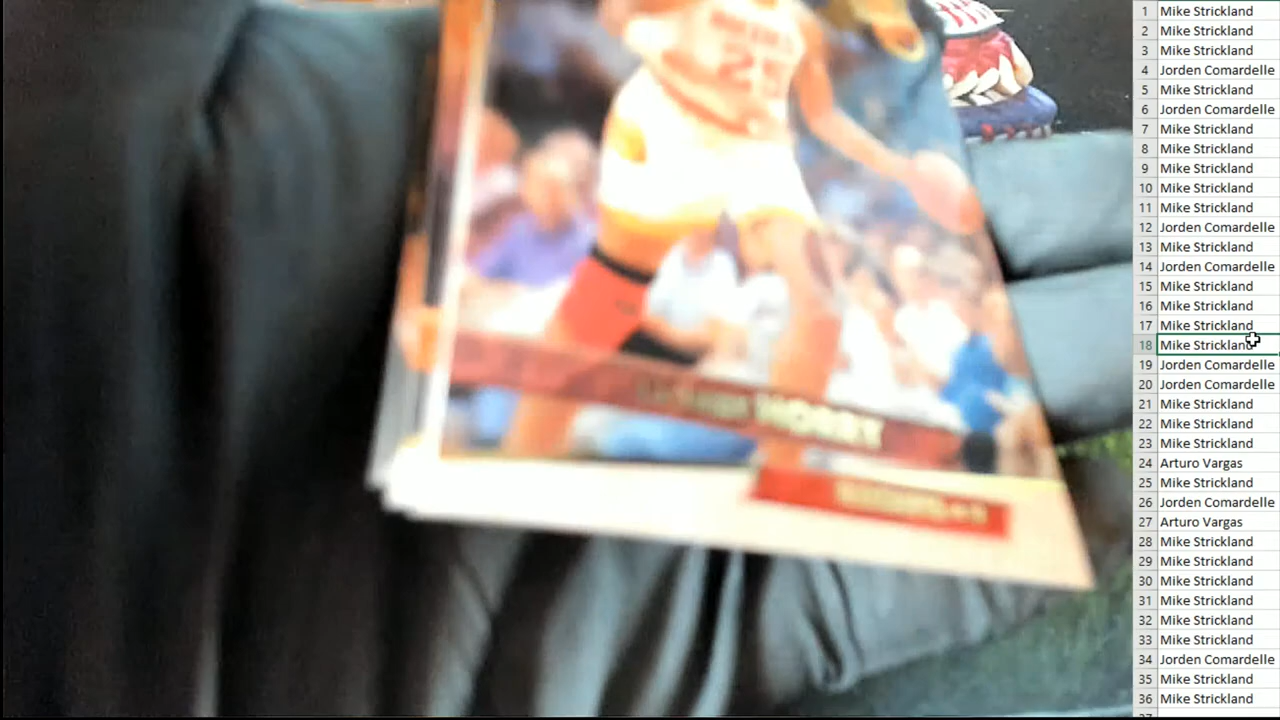 25
HORRY
1 Mike Strickland
2 Mike Strickland
3 Mike Strickland
4 Jorden Comardelle
5 Mike Strickland
6 Jorden Comardelle
7 Mike Strickland
8 Mike Strickland
9 Mike Strickland
10 Mike Strickland
11 Mike Strickland
12 Jorden Comardelle
13 Mike Strickland
14 Jorden Comardelle
15 Mike Strickland
16 Mike Strickland
17 Mike Strickland
18 Mike Strickland
19 Jorden Comardelle
20 Jorden Comardelle
21 Mike Strickland
22 Mike Strickland
23 Mike Strickland
24 Arturo Vargas
25 Mike Strickland
26 Jorden Comardelle
27 Arturo Vargas
28 Mike Strickland
29 Mike Strickland
30 Mike Strickland
31 Mike Strickland
32 Mike Strickland
33 Mike Strickland
34 Jorden Comardelle
35 Mike Strickland
36 Mike Strickland